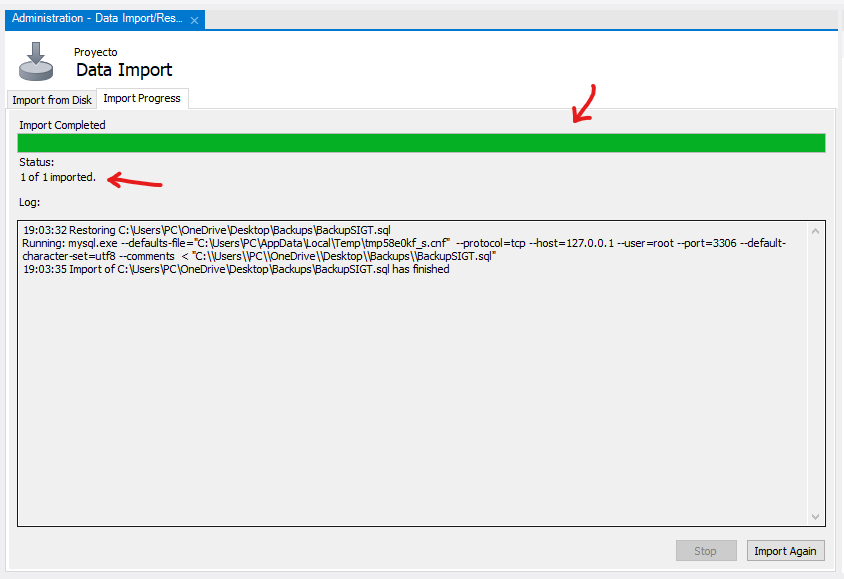 Administration - Data Import/Res...
Proyecto
Data Import
Import from Disk
Import Progress
Import Completed
Status:
1 of 1 imported.
Log:
19:03:32 Restoring C:\Users\PC\OneDrive\Desktop\Backups\BackupSIGT.sql
Running: mysql.exe --defaults-file="C:\Users\PC\AppData\Local\Temp\tmp58e0kf_s.cnf"  --protocol=tcp --host=127.0.0.1 --user=root --port=3306 --default-
character-set=utf8 --comments  < "C:\\Users\\PC\\OneDrive\\Desktop\\Backups\\BackupSIGT.sql"
19:03:35 Import of C:\Users\PC\OneDrive\Desktop\Backups\BackupSIGT.sql has finished
Stop
Import Again